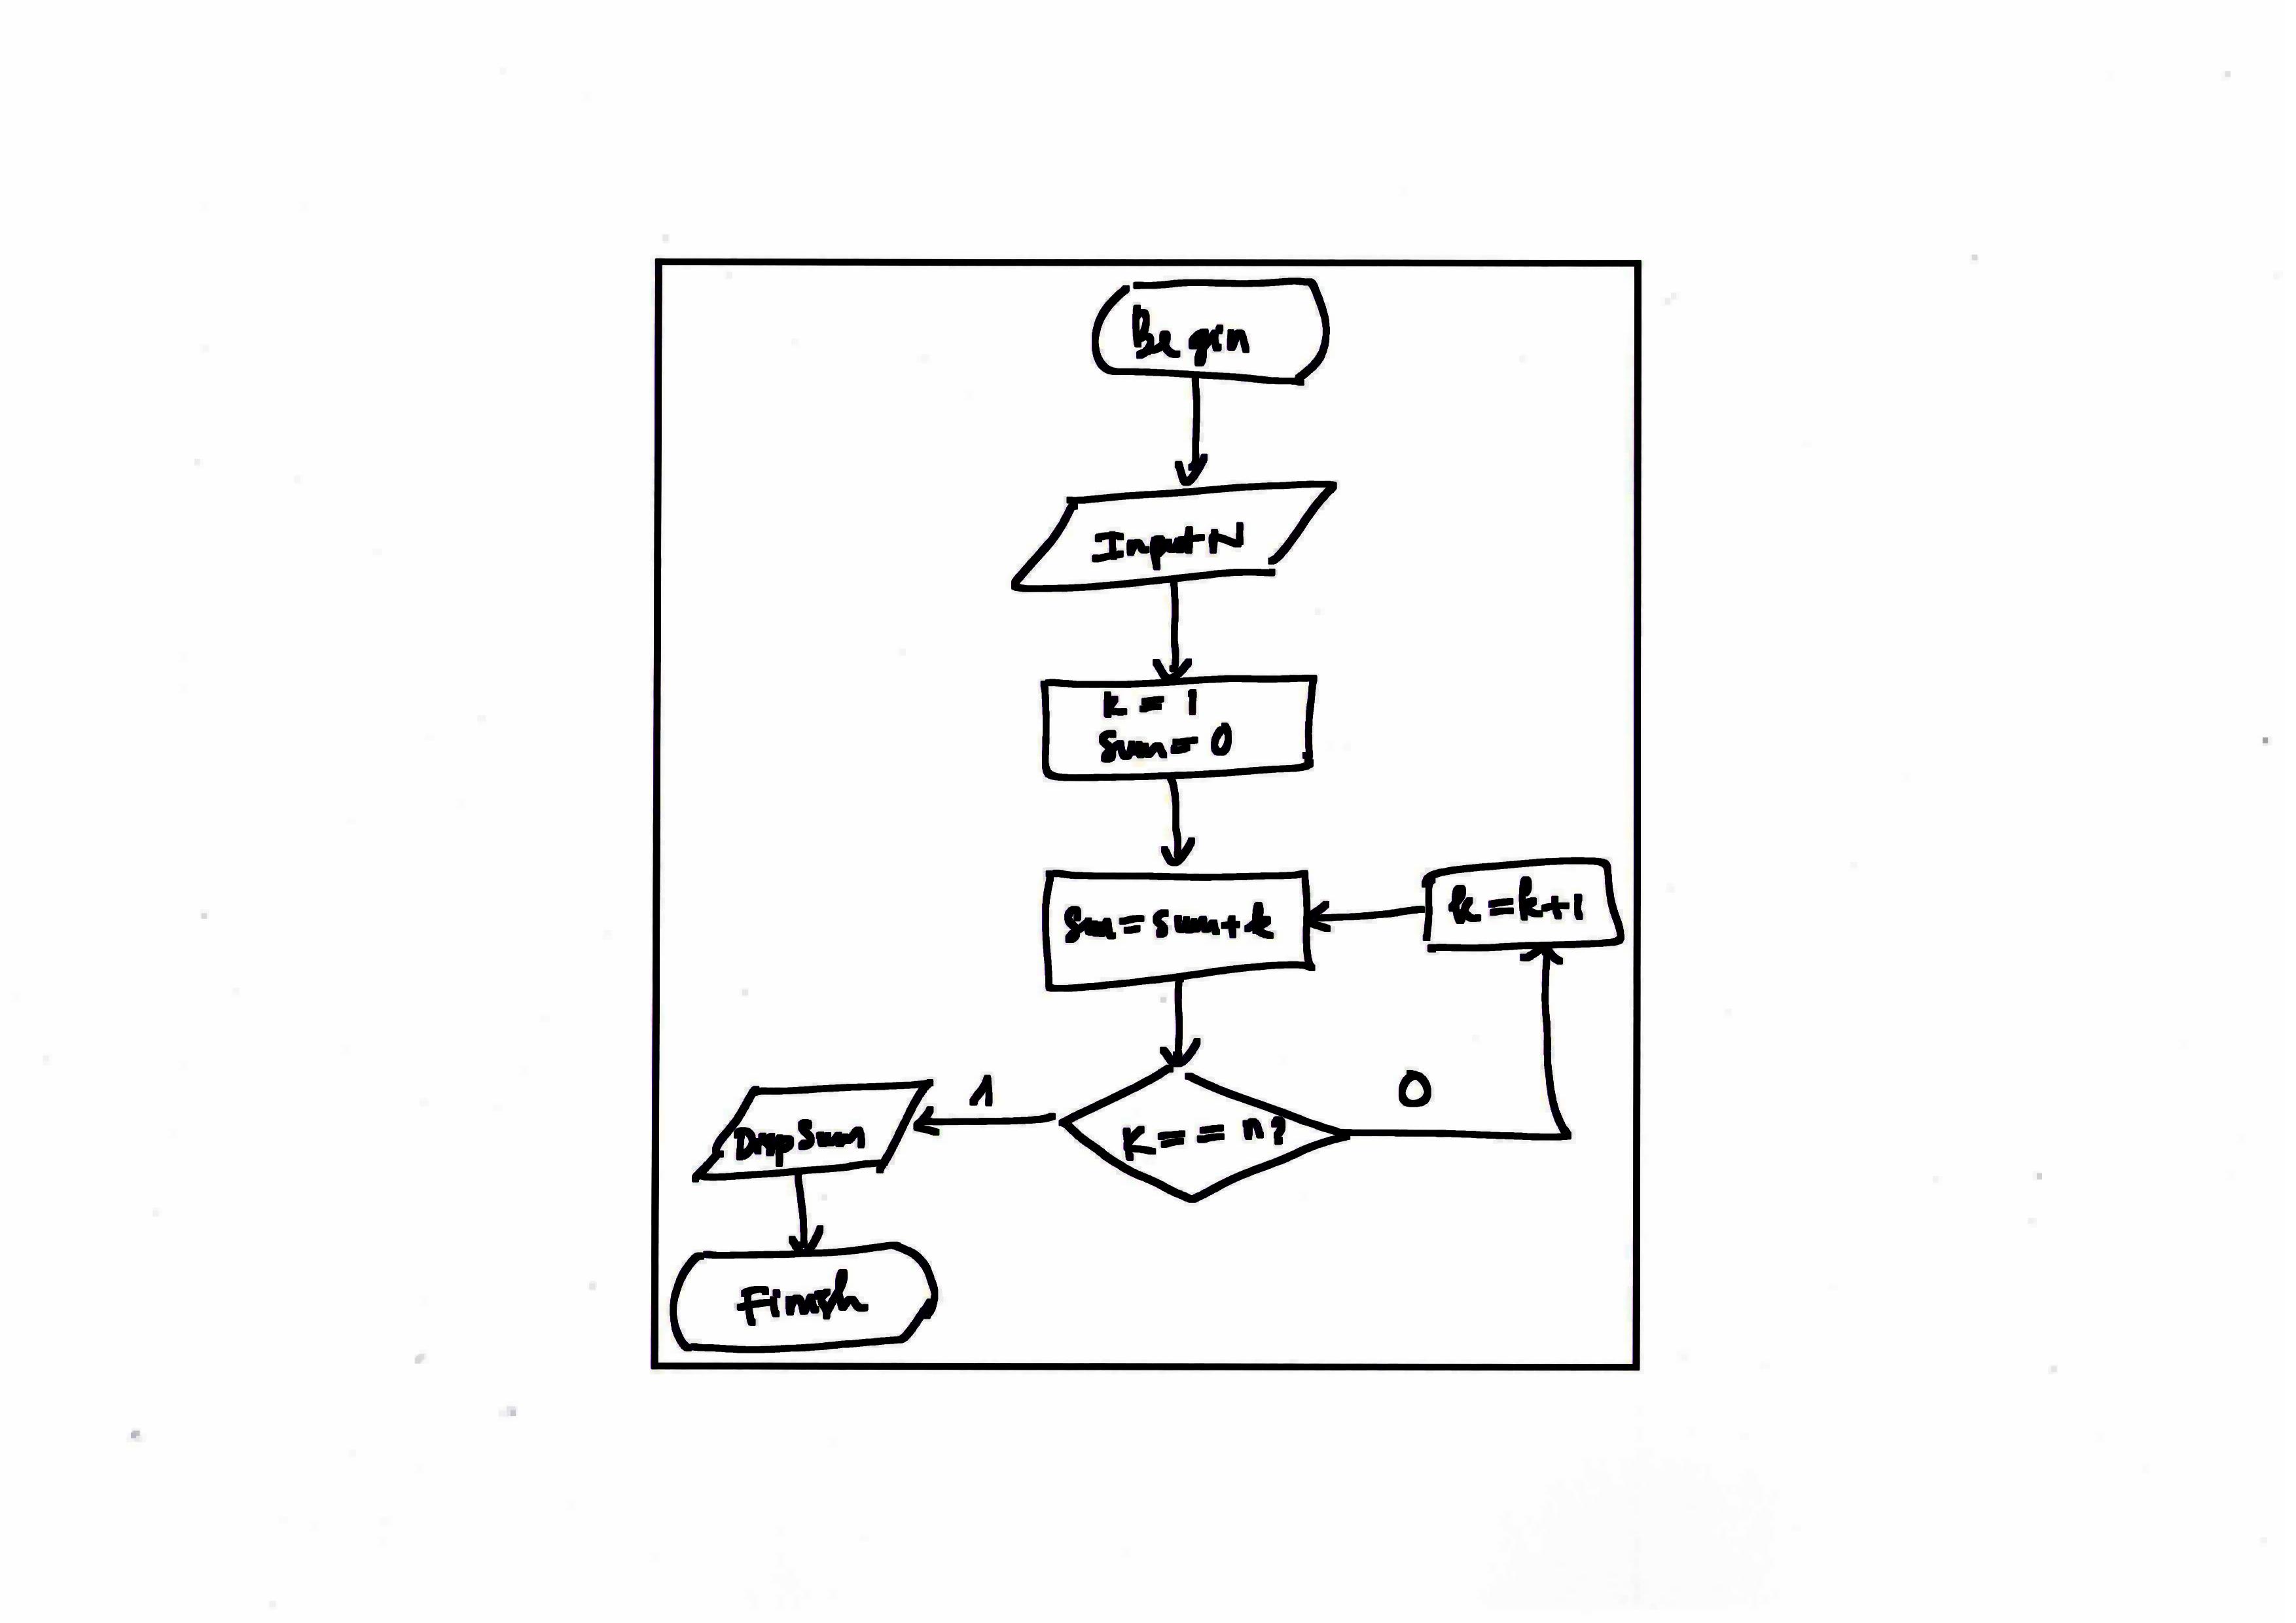 Begin
Input N
k = 1
Sum = 0
Sum = sum + k
k = k + 1
K == n?
1
0
Disp Sum
Finish